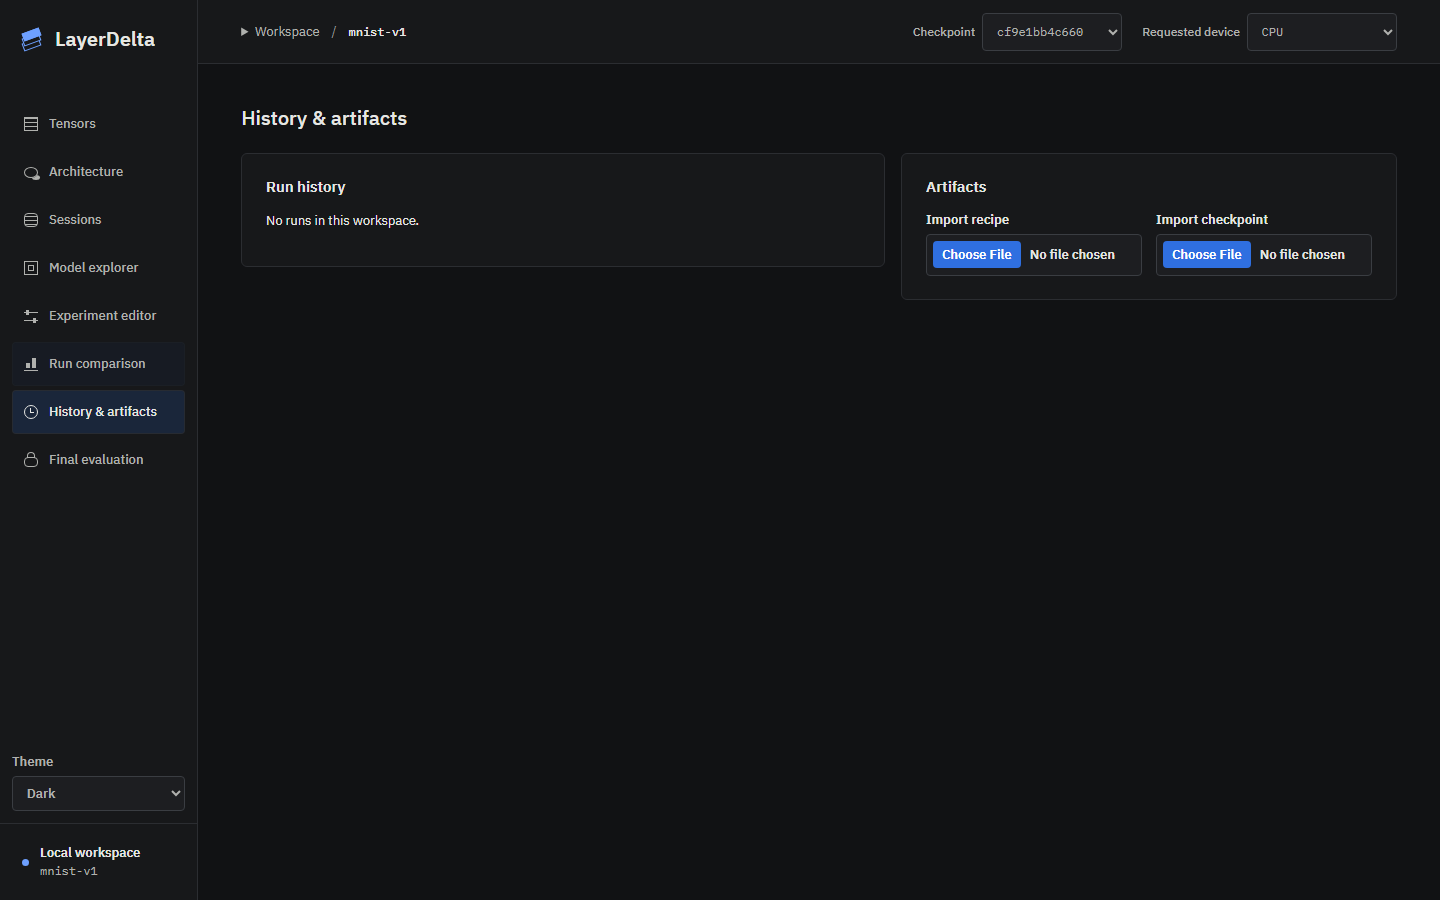 LayerDelta
Tensors
Architecture
Sessions
Model explorer
Experiment editor
Run comparison
History & artifacts
Final evaluation
Theme
Dark
Local workspace
mnist-v1
Workspace / mnist-v1
Checkpoint cf9e1bb4c660 Requested device CPU
History & artifacts
Run history
No runs in this workspace.
Artifacts
Import recipe
Choose File No file chosen
Import checkpoint
Choose File No file chosen